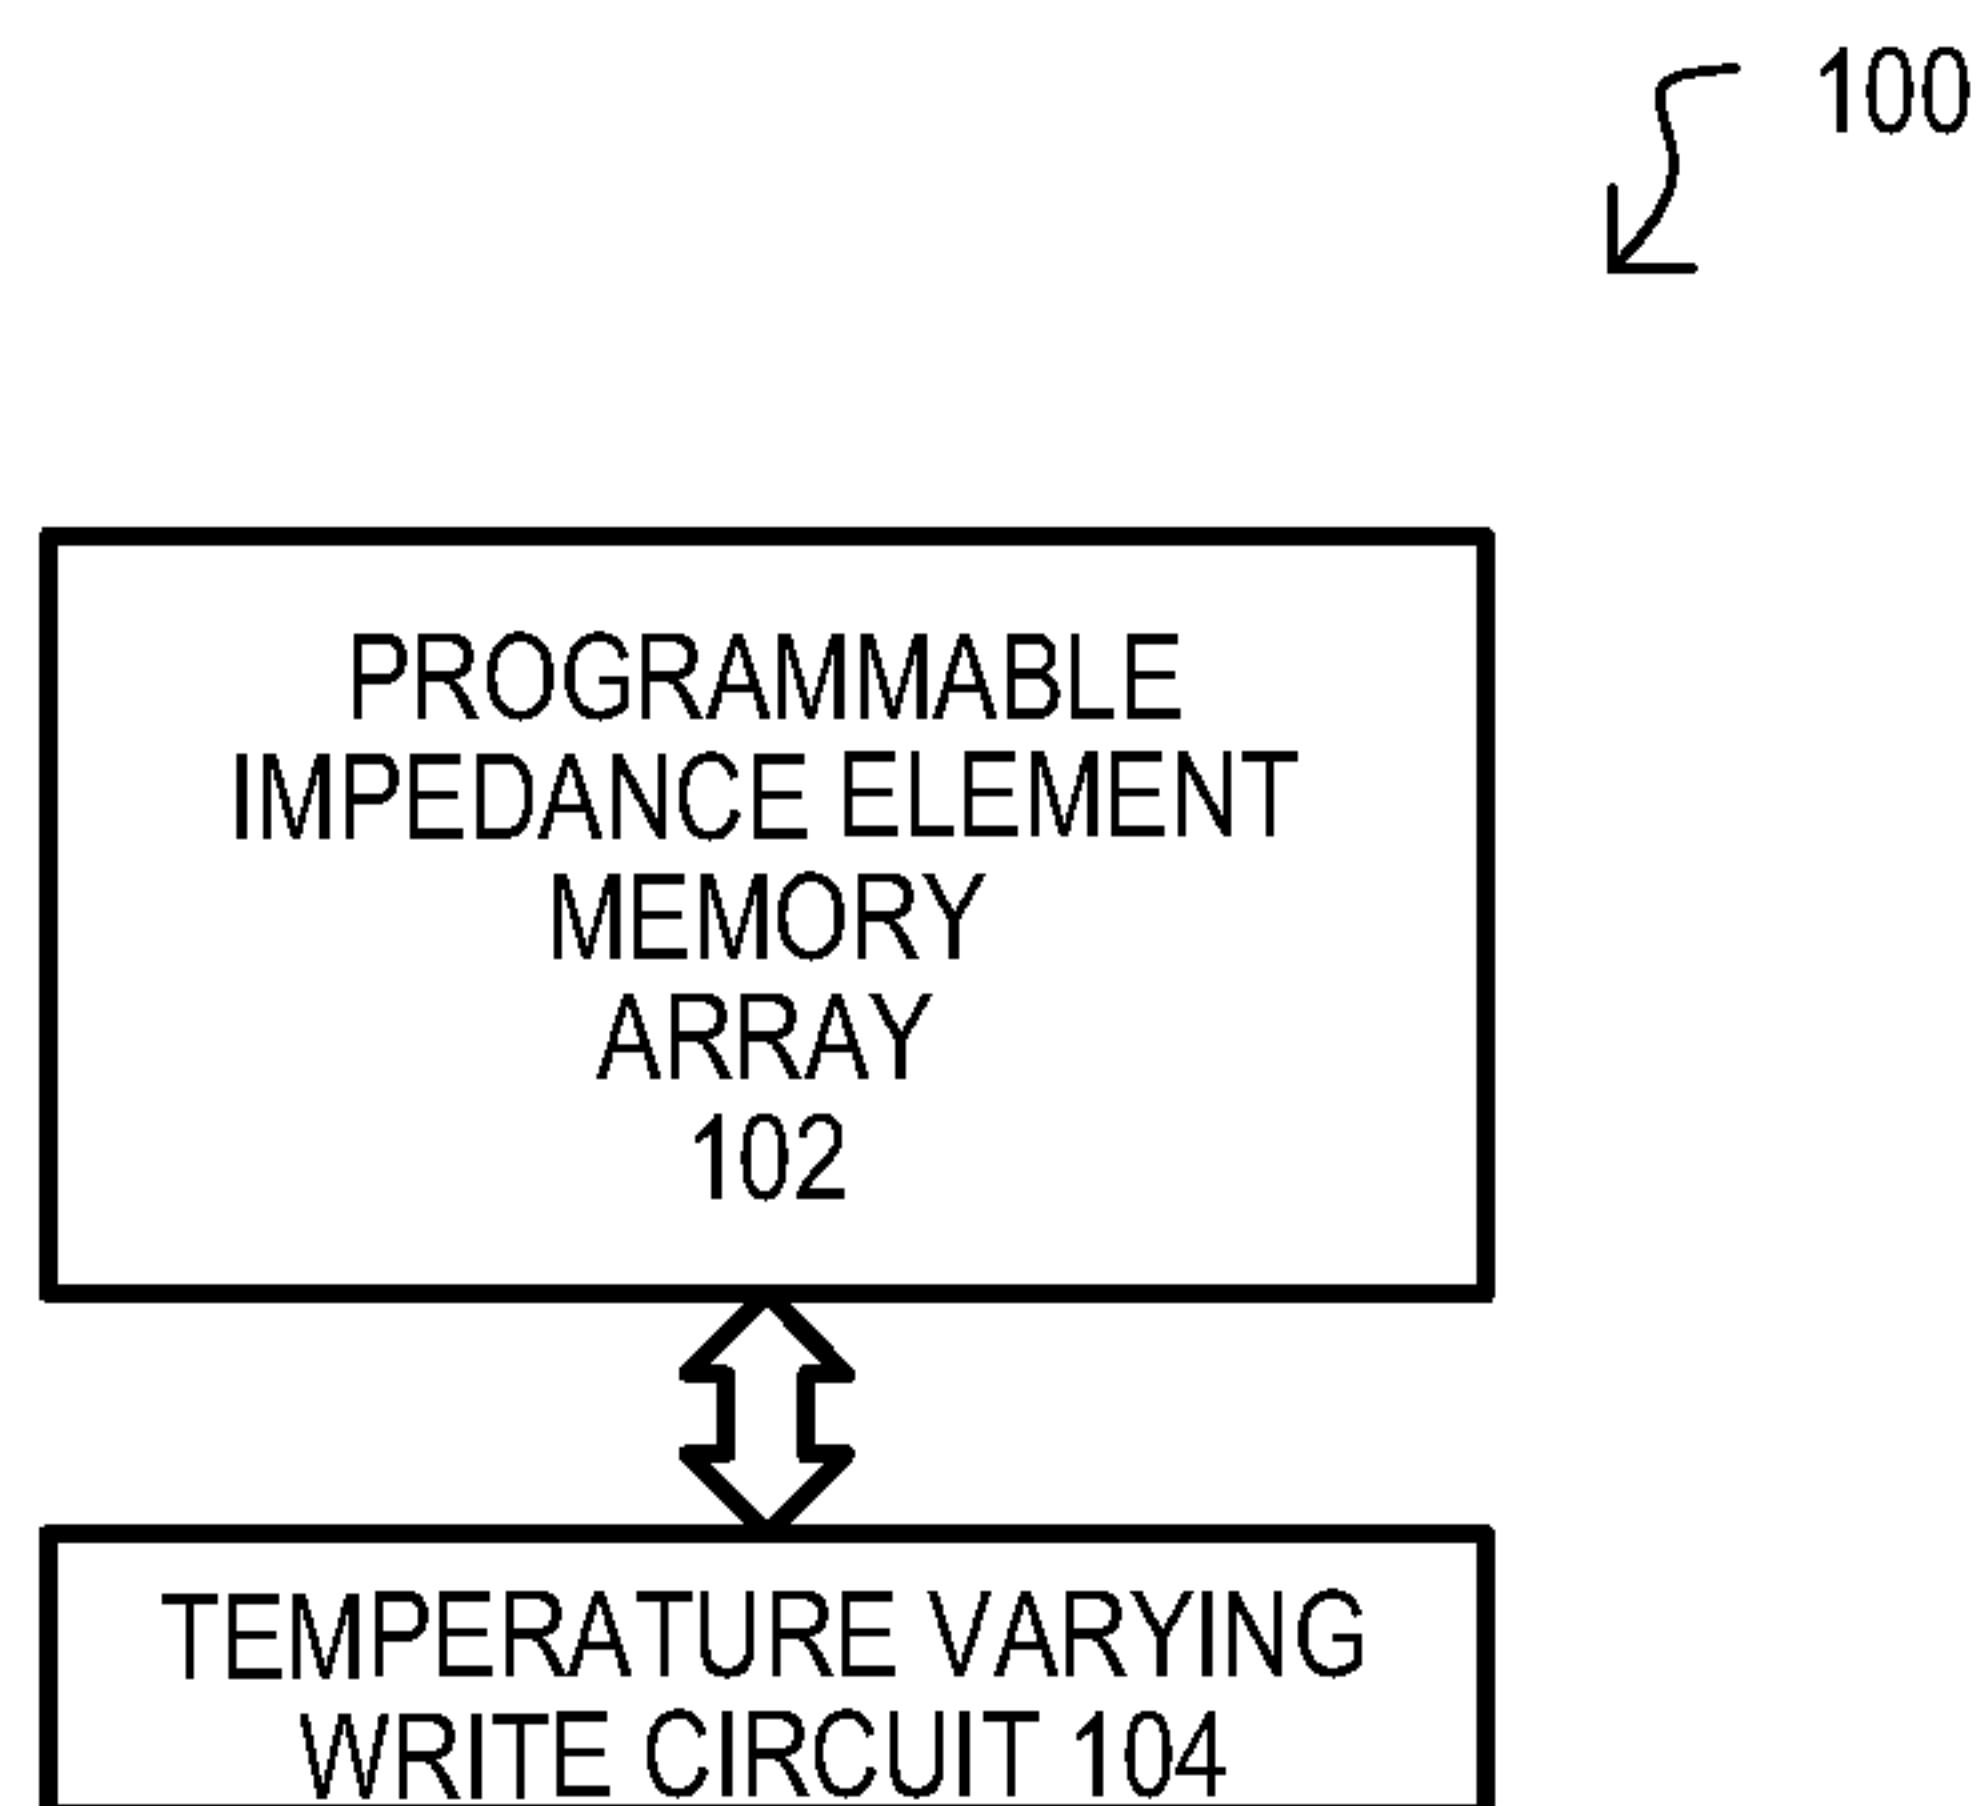 100
PROGRAMMABLE
IMPEDANCE ELEMENT
MEMORY
ARRAY
102
TEMPERATURE VARYING
WRITE CIRCUIT 104